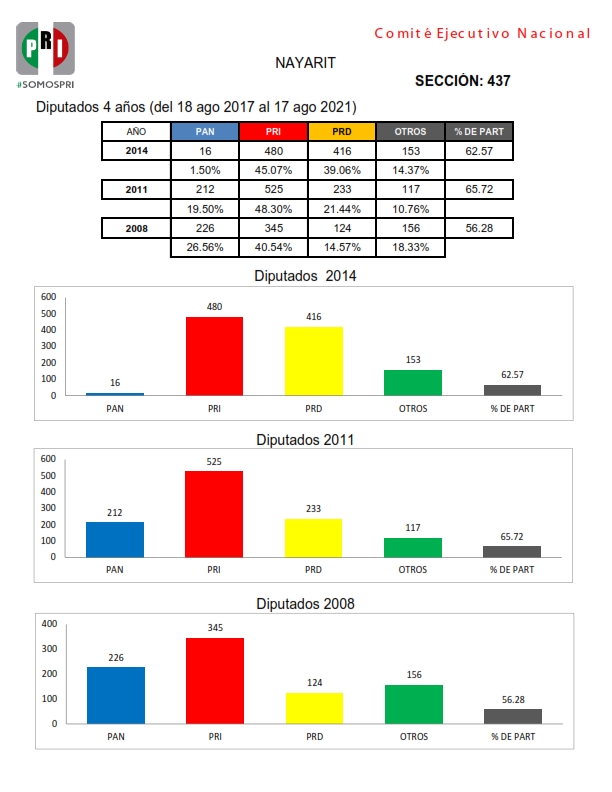 Comité Ejecutivo Nacional
PRI
#SOMOSPRI
NAYARIT
SECCIÓN: 437
Diputados 4 años (del 18 ago 2017 al 17 ago 2021)
AÑO PAN PRI PRD OTROS % DE PART
2014 16 480 416 153 62.57
1.50% 45.07% 39.06% 14.37%
2011 212 525 233 117 65.72
19.50% 48.30% 21.44% 10.76%
2008 226 345 124 156 56.28
26.56% 40.54% 14.57% 18.33%
Diputados 2014
600
500
400
300
200
100
0
16 480 416 153 62.57
PAN PRI PRD OTROS % DE PART
Diputados 2011
600
500
400
300
200
100
0
212 525 233 117 65.72
PAN PRI PRD OTROS % DE PART
Diputados 2008
400
300
200
100
0
226 345 124 156 56.28
PAN PRI PRD OTROS % DE PART